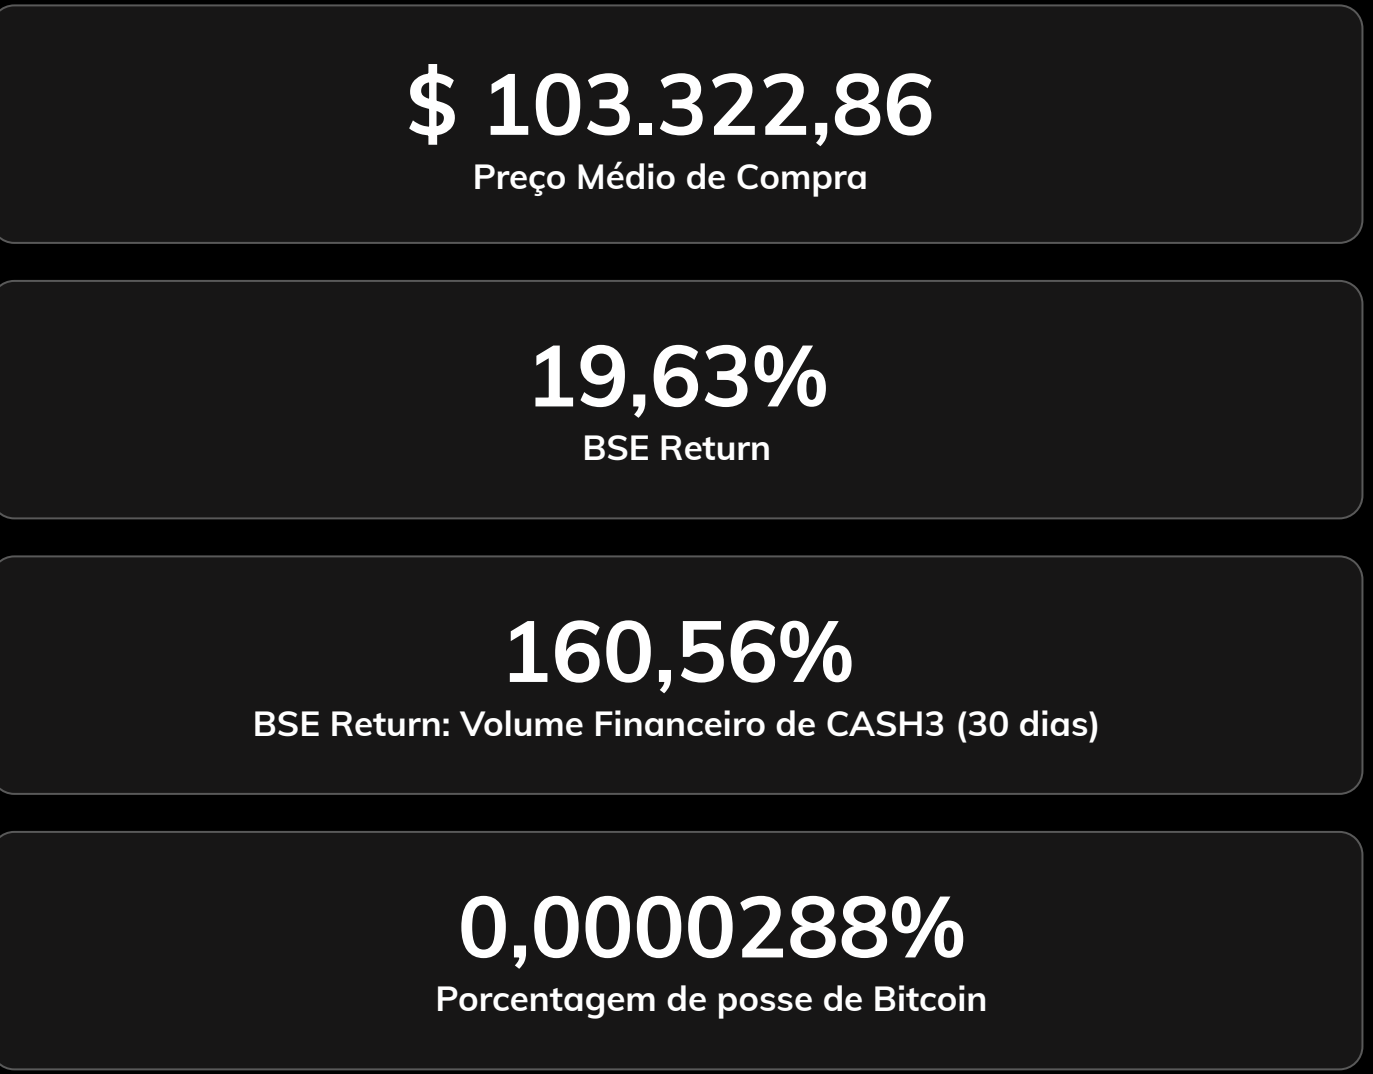 $ 103.322,86
Preço Médio de Compra
19,63%
BSE Return
160,56%
BSE Return: Volume Financeiro de CASH3 (30 dias)
0,0000288%
Porcentagem de posse de Bitcoin